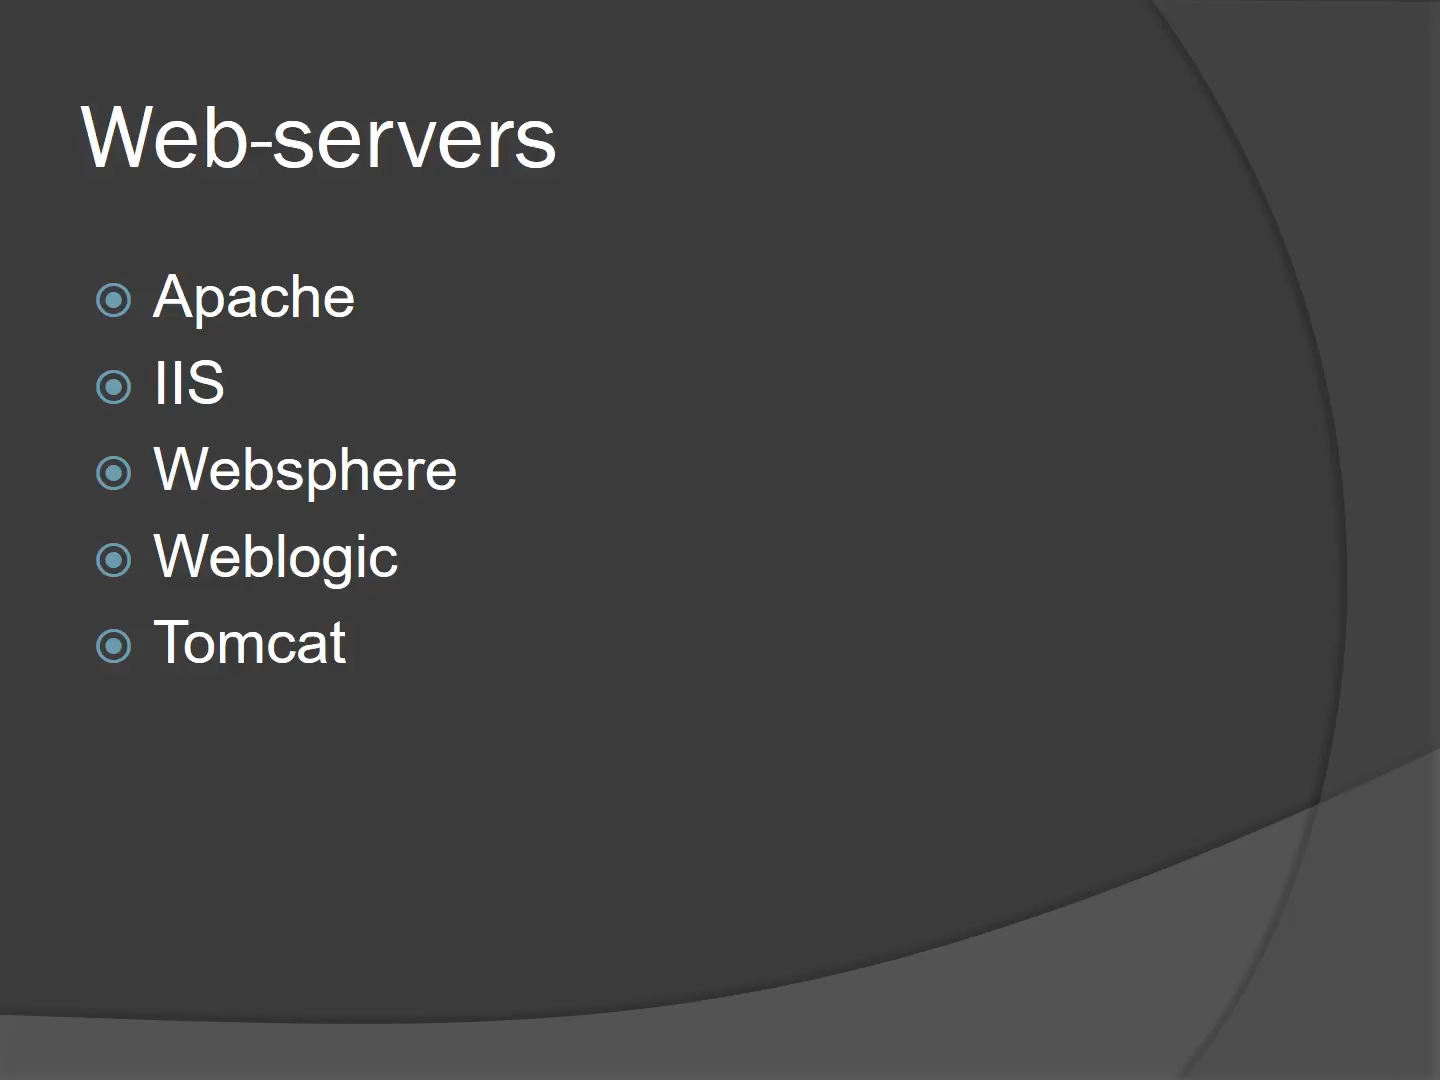 Web-servers
Apache
IIS
Websphere
Weblogic
Tomcat